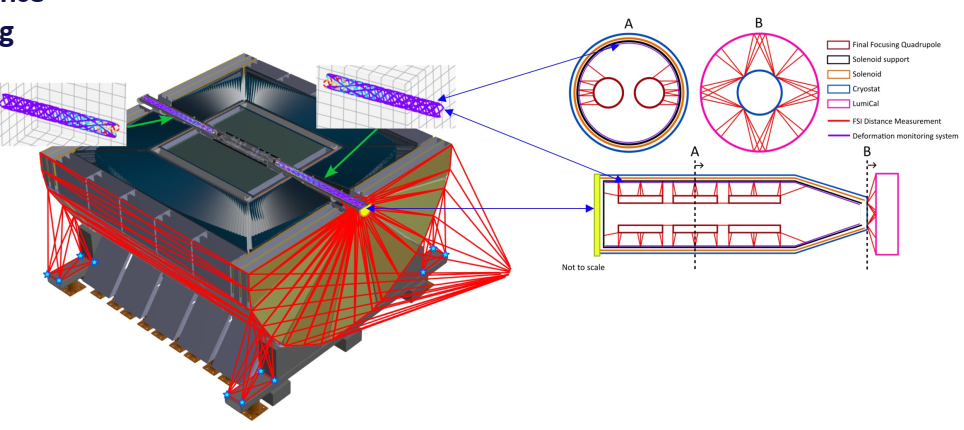 g
A
B
Final Focusing Quadrupole
Solenoid support
Solenoid
Cryostat
LumiCal
FSI Distance Measurement
Deformation monitoring system
A
B
Not to scale